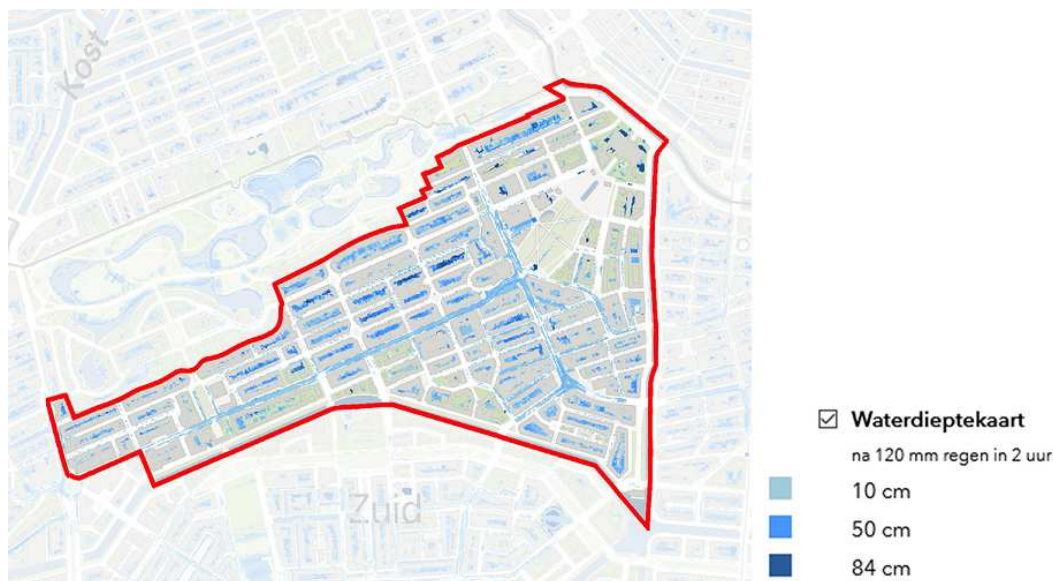 Kost
Zuid
Waterdieptekaart
na 120 mm regen in 2 uur
10 cm
50 cm
84 cm